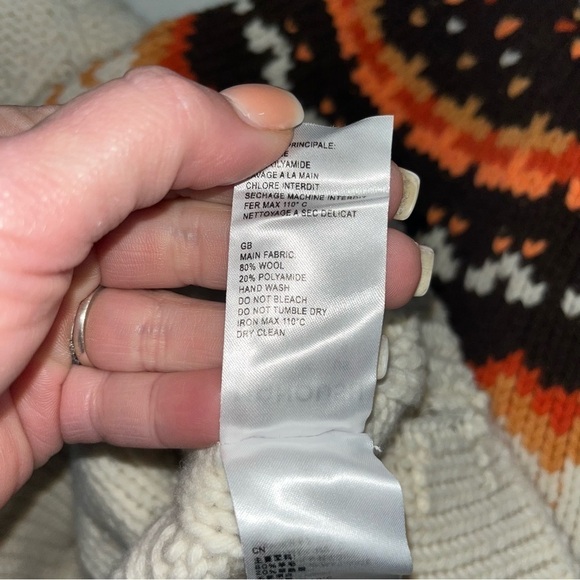 PRINCIPALE:
LAVAGE A LA MAIN
CHLORE INTERDIT
SECHAGE MACHINE INTERDIT
FER MAX 110° C
NETTOYAGE A SEC DELICAT
GB
MAIN FABRIC:
80% WOOL
20% POLYAMIDE
HAND WASH
DO NOT BLEACH
DO NOT TUMBLE DRY
IRON MAX 110°C
DRY CLEAN
CN